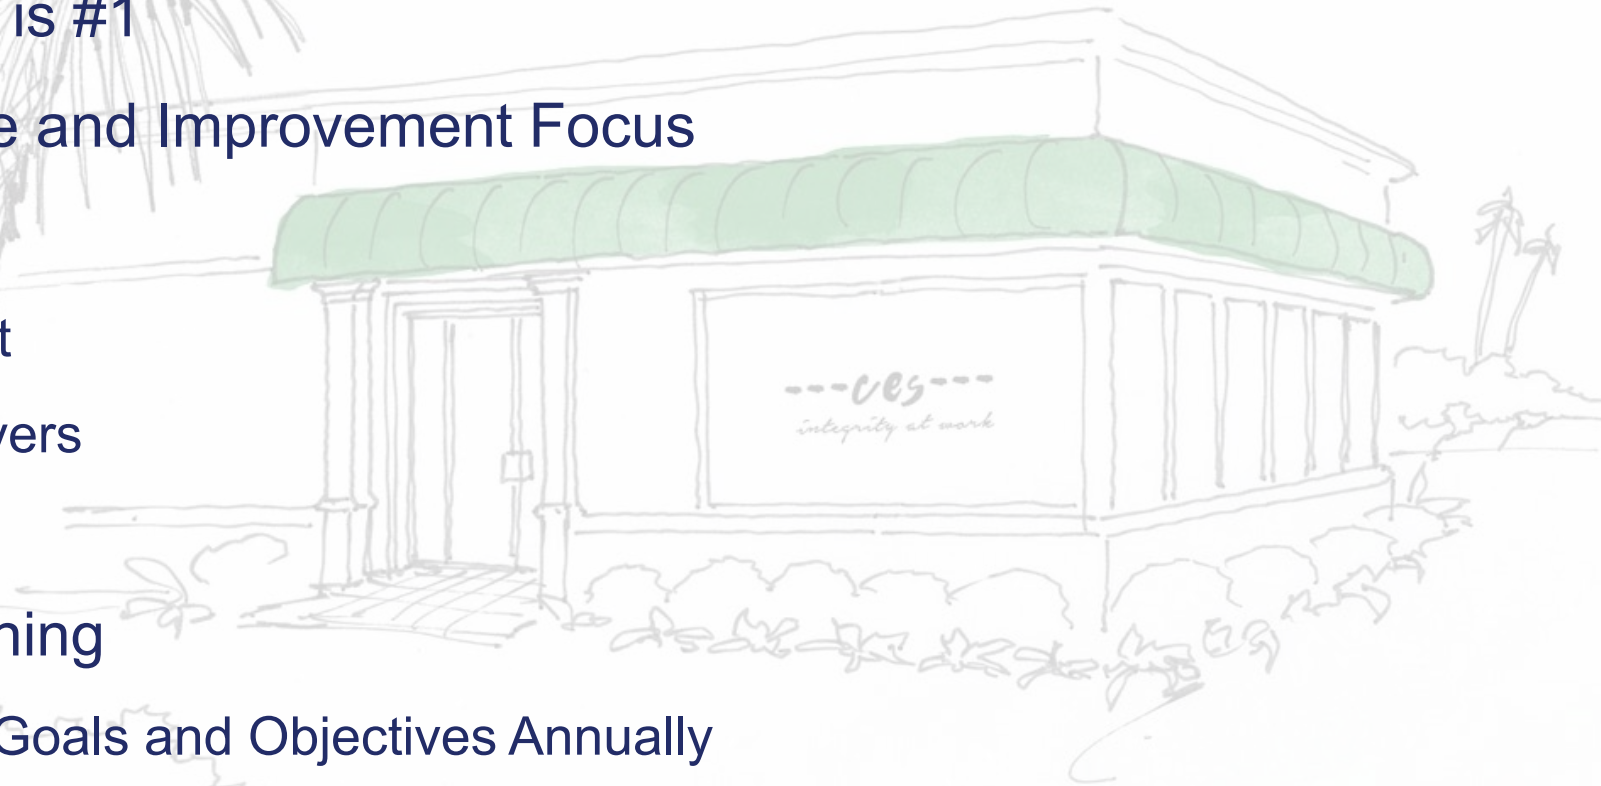 is #1
e and Improvement Focus
t
vers
---ces---
integrity at work
ning
Goals and Objectives Annually